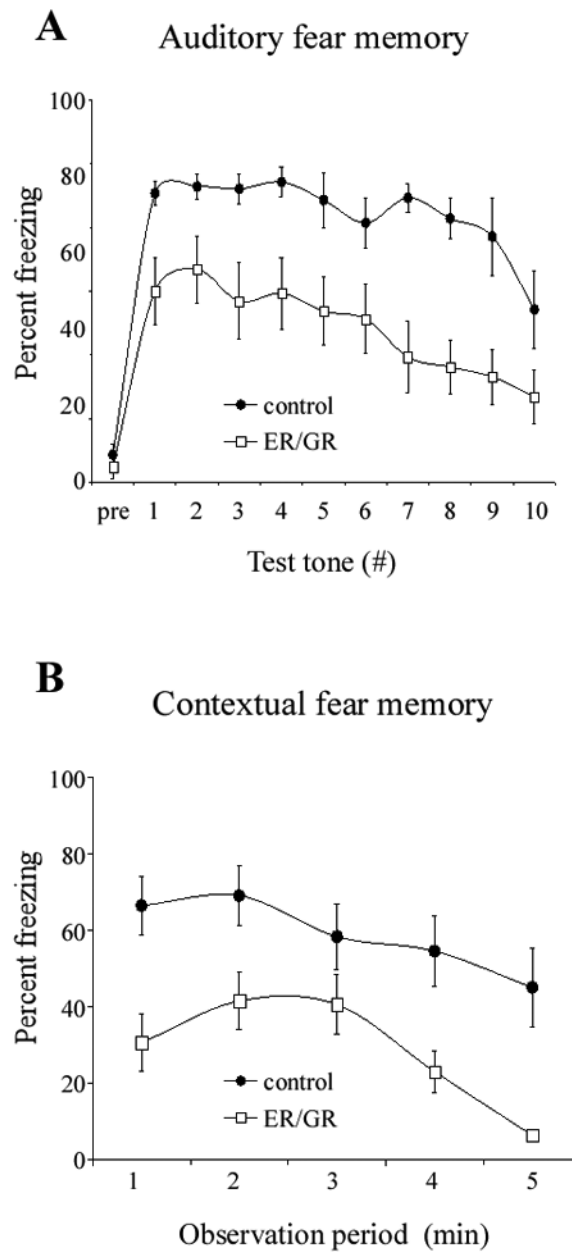 A
Auditory fear memory
Percent freezing
100
80
60
40
20
0
control
ER/GR
pre 1 2 3 4 5 6 7 8 9 10
Test tone (#)
B
Contextual fear memory
Percent freezing
100
80
60
40
20
0
control
ER/GR
1 2 3 4 5
Observation period (min)